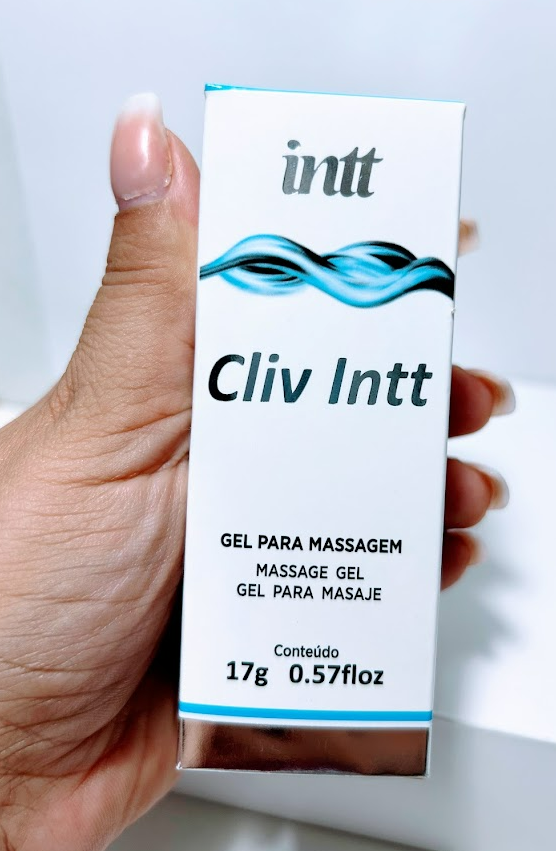 intt
Cliv Intt
GEL PARA MASSAGEM
MASSAGE GEL
GEL PARA MASAJE
Conteúdo
17g 0.57floz